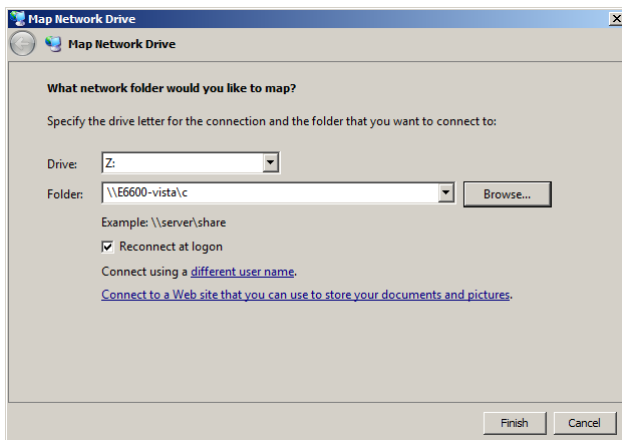 Map Network Drive
Map Network Drive
What network folder would you like to map?
Specify the drive letter for the connection and the folder that you want to connect to:
Drive: Z:
Folder: \\E6600-vista\c Browse...
Example: \\server\share
Reconnect at logon
Connect using a different user name.
Connect to a Web site that you can use to store your documents and pictures.
Finish Cancel